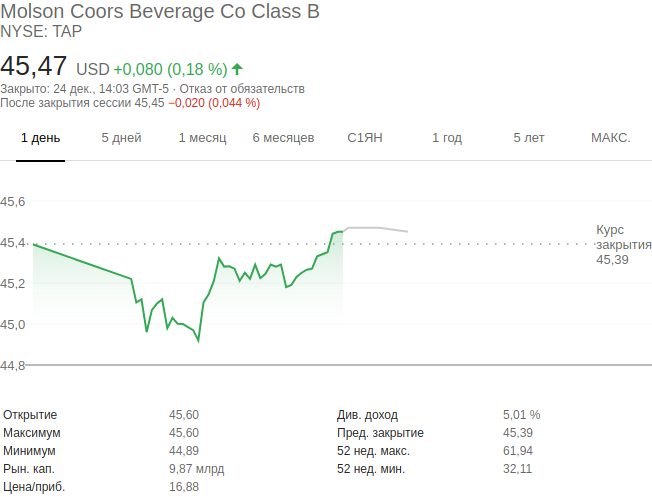 Molson Coors Beverage Co Class B
NYSE: TAP
45,47 USD +0,080 (0,18 %)
Закрыто: 24 дек., 14:03 GMT-5 · Отказ от обязательств
После закрытия сессии 45,45 −0,020 (0,044 %)
1 день 5 дней 1 месяц 6 месяцев С1ЯН 1 год 5 лет МАКС.
45,6
45,4
45,2
45,0
44,8
Курс
закрытия
45,39
Открытие 45,60 Див. доход 5,01 %
Максимум 45,60 Пред. закрытие 45,39
Минимум 44,89 52 нед. макс. 61,94
Рын. кап. 9,87 млрд 52 нед. мин. 32,11
Цена/приб. 16,88